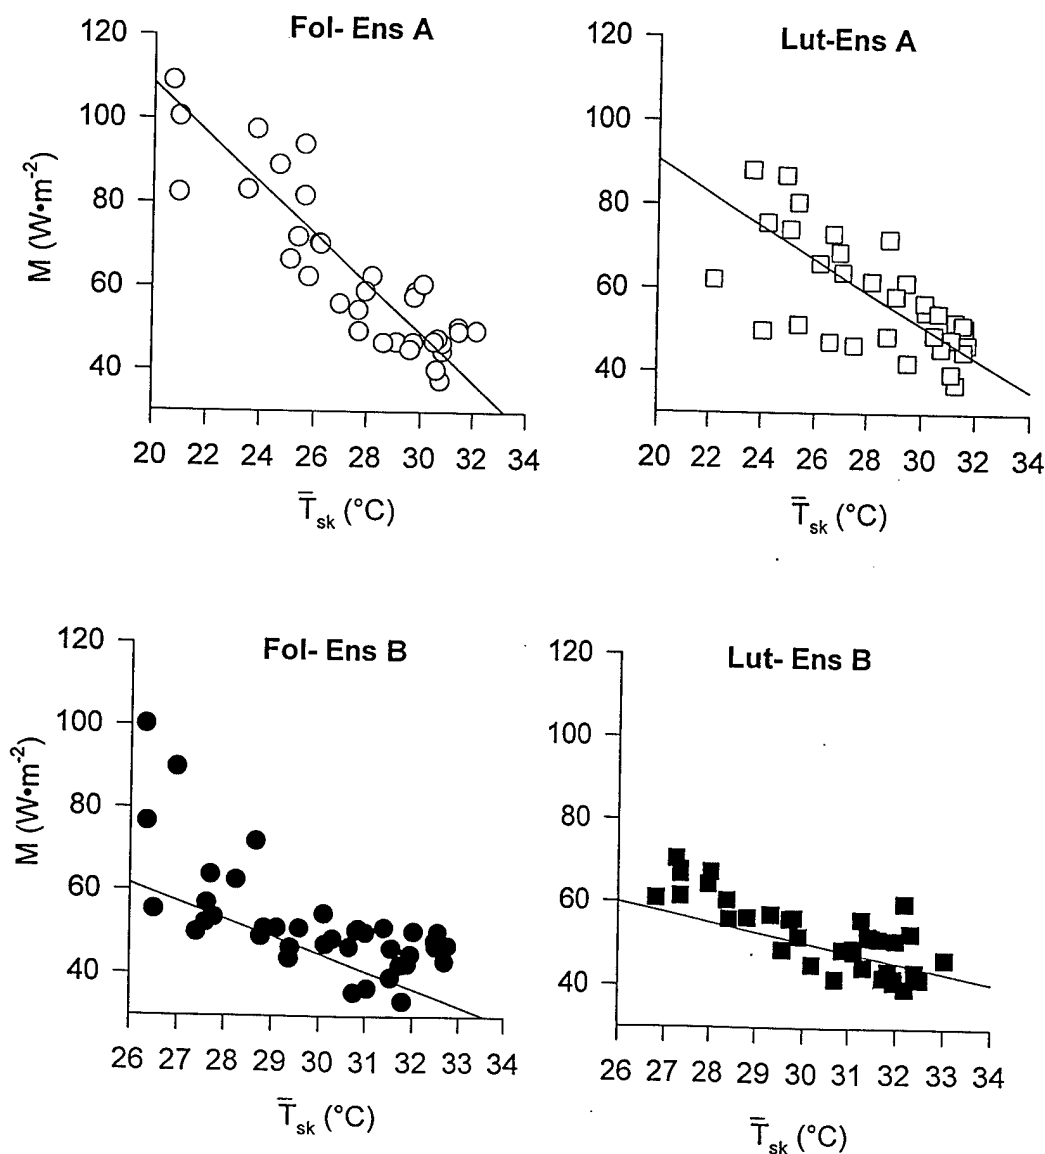 Fol- Ens A
120
100
80
60
40
M (W•m-2)
20 22 24 26 28 30 32 34
T̅sk (°C)
Lut-Ens A
120
100
80
60
40
20 22 24 26 28 30 32 34
T̅sk (°C)
Fol- Ens B
120
100
80
60
40
M (W•m-2)
26 27 28 29 30 31 32 33 34
T̅sk (°C)
Lut- Ens B
120
100
80
60
40
26 27 28 29 30 31 32 33 34
T̅sk (°C)